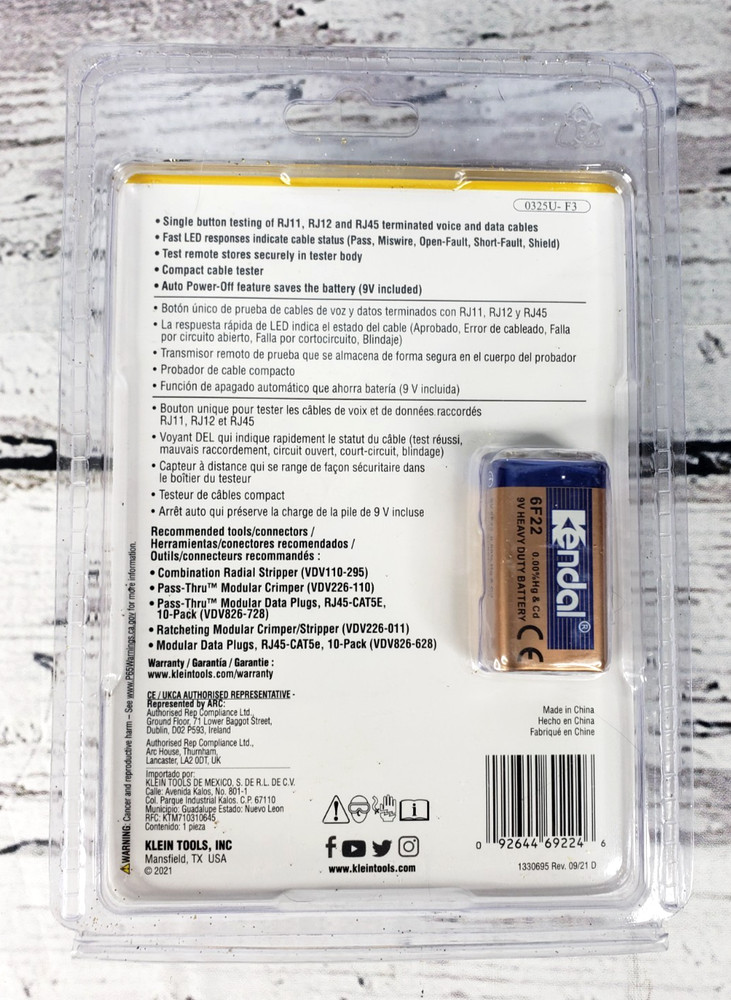 0325U- F3
• Single button testing of RJ11, RJ12 and RJ45 terminated voice and data cables
• Fast LED responses indicate cable status (Pass, Miswire, Open-Fault, Short-Fault, Shield)
• Test remote stores securely in tester body
• Compact cable tester
• Auto Power-Off feature saves the battery (9V included)
• Botón único de prueba de cables de voz y datos terminados con RJ11, RJ12 y RJ45
• La respuesta rápida de LED indica el estado del cable (Aprobado, Error de cableado, Falla
por circuito abierto, Falla por cortocircuito, Blindaje)
• Transmisor remoto de prueba que se almacena de forma segura en el cuerpo del probador
• Probador de cable compacto
• Función de apagado automático que ahorra batería (9 V incluida)
• Bouton unique pour tester les câbles de voix et de données raccordés
RJ11, RJ12 et RJ45
• Voyant DEL qui indique rapidement le statut du câble (test réussi,
mauvais raccordement, circuit ouvert, court-circuit, blindage)
• Capteur à distance qui se range de façon sécuritaire dans
le boîtier du testeur
• Testeur de câbles compact
• Arrêt auto qui préserve la charge de la pile de 9 V incluse
Recommended tools/connectors /
Herramientas/conectores recomendados /
Outils/connecteurs recommandés :
• Combination Radial Stripper (VDV110-295)
• Pass-Thru™ Modular Crimper (VDV226-110)
• Pass-Thru™ Modular Data Plugs, RJ45-CAT5E,
10-Pack (VDV826-728)
• Ratcheting Modular Crimper/Stripper (VDV226-011)
• Modular Data Plugs, RJ45-CAT5e, 10-Pack (VDV826-628)
Warranty / Garantía / Garantie :
www.kleintools.com/warranty
CE / UKCA AUTHORISED REPRESENTATIVE -
Represented by ARC:
Authorised Rep Compliance Ltd.,
Ground Floor, 71 Lower Baggot Street,
Dublin, D02 P593, Ireland
Authorised Rep Compliance Ltd.,
Arc House, Thurnham,
Lancaster, LA2 0DT, UK
Importado por:
KLEIN TOOLS DE MEXICO, S. DE R.L. DE C.V.
Calle: Avenida Kalos, No. 801-1
Col. Parque Industrial Kalos. C.P. 67110
Municipio: Guadalupe Estado: Nuevo Leon
RFC: KTM710310645
Contenido: 1 pieza
KLEIN TOOLS, INC
Mansfield, TX USA
© 2021
WARNING: Cancer and reproductive harm – See www.P65Warnings.ca.gov for more information.
Kendal®
6F22 0.00%Hg & Cd
9V HEAVY DUTY BATTERY CE
Made in China
Hecho en China
Fabriqué en Chine
www.kleintools.com
0 92644 69224 6
1330695 Rev. 09/21 D